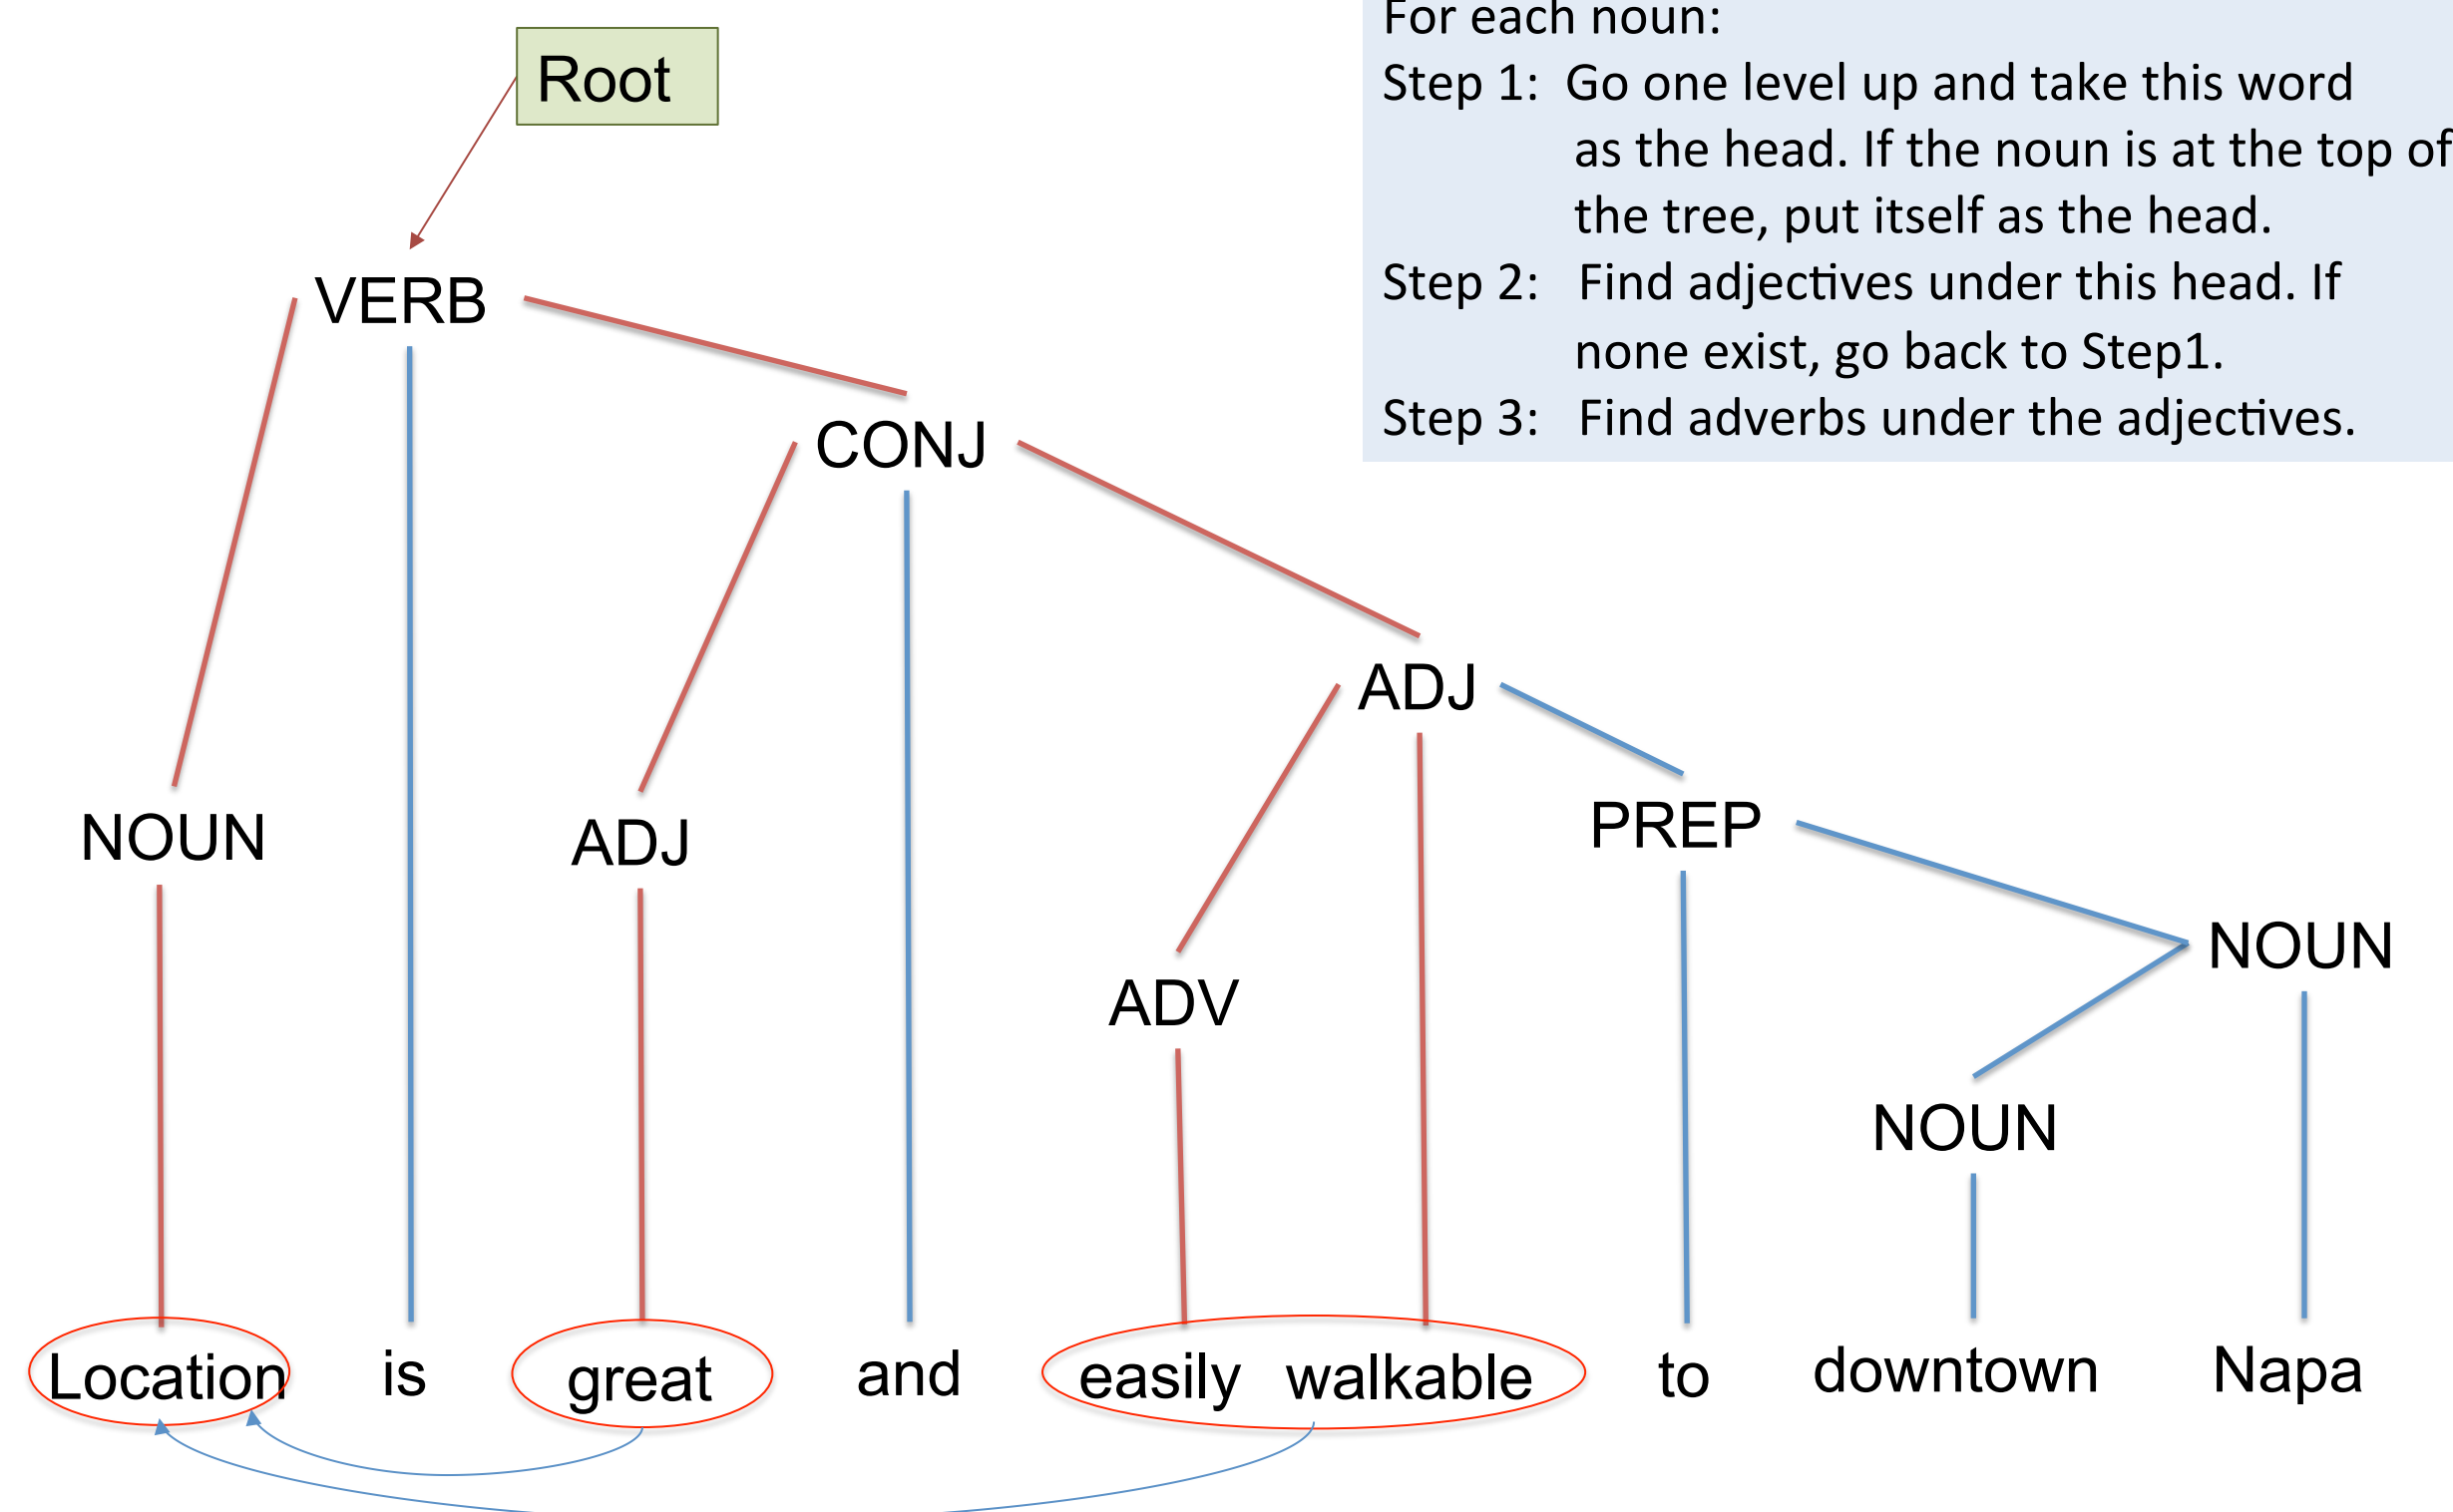 For each noun:
Step 1: Go one level up and take this word
as the head. If the noun is at the top of
the tree, put itself as the head.
Step 2: Find adjectives under this head. If
none exist, go back to Step1.
Step 3: Find adverbs under the adjectives.
Root
VERB
CONJ
ADJ
NOUN ADJ PREP
NOUN
ADV
NOUN
Location is great and easily walkable to downtown Napa